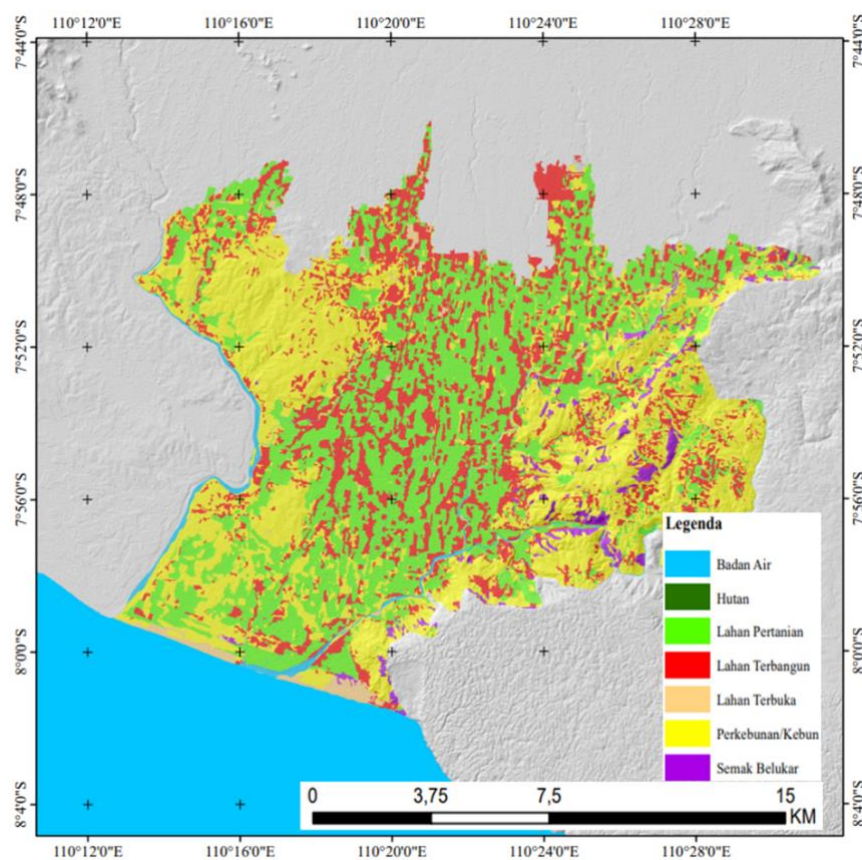 110°12'0"E 110°16'0"E 110°20'0"E 110°24'0"E 110°28'0"E
7°44'0"S 7°44'0"S
7°48'0"S 7°48'0"S
7°52'0"S 7°52'0"S
7°56'0"S 7°56'0"S
Legenda
Badan Air
Hutan
Lahan Pertanian
Lahan Terbangun
8°0'0"S 8°0'0"S
Lahan Terbuka
Perkebunan/Kebun
Semak Belukar
0 3,75 7,5 15
KM
8°4'0"S 8°4'0"S
110°12'0"E 110°16'0"E 110°20'0"E 110°24'0"E 110°28'0"E